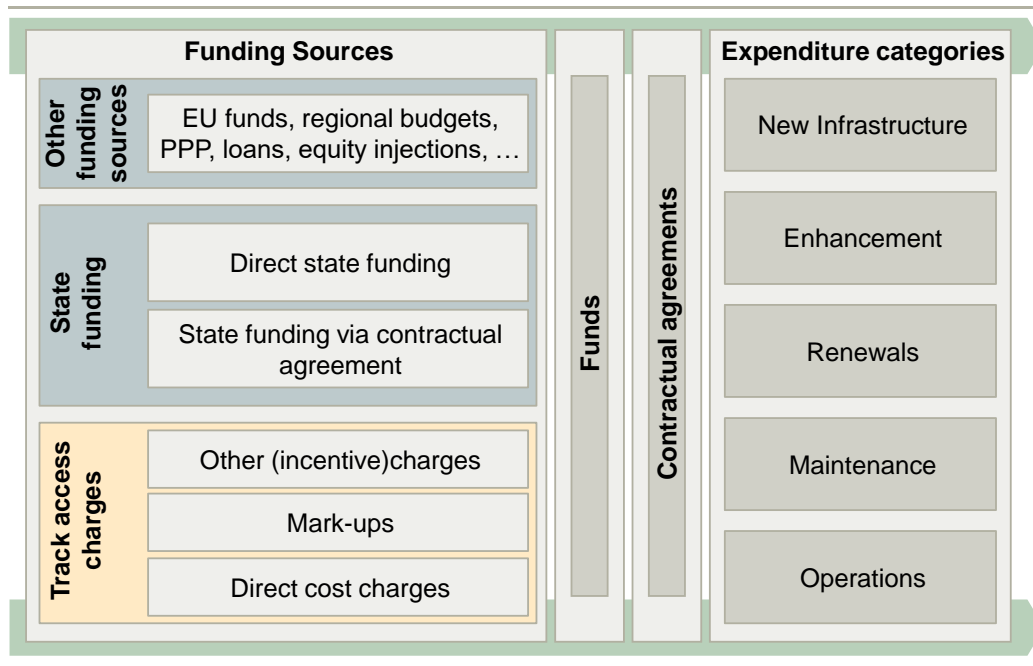 Funding Sources
Other
funding
sources
EU funds, regional budgets,
PPP, loans, equity injections, …
State
funding
Direct state funding
State funding via contractual
agreement
Track access
charges
Other (incentive)charges
Mark-ups
Direct cost charges
Funds
Contractual agreements
Expenditure categories
New Infrastructure
Enhancement
Renewals
Maintenance
Operations